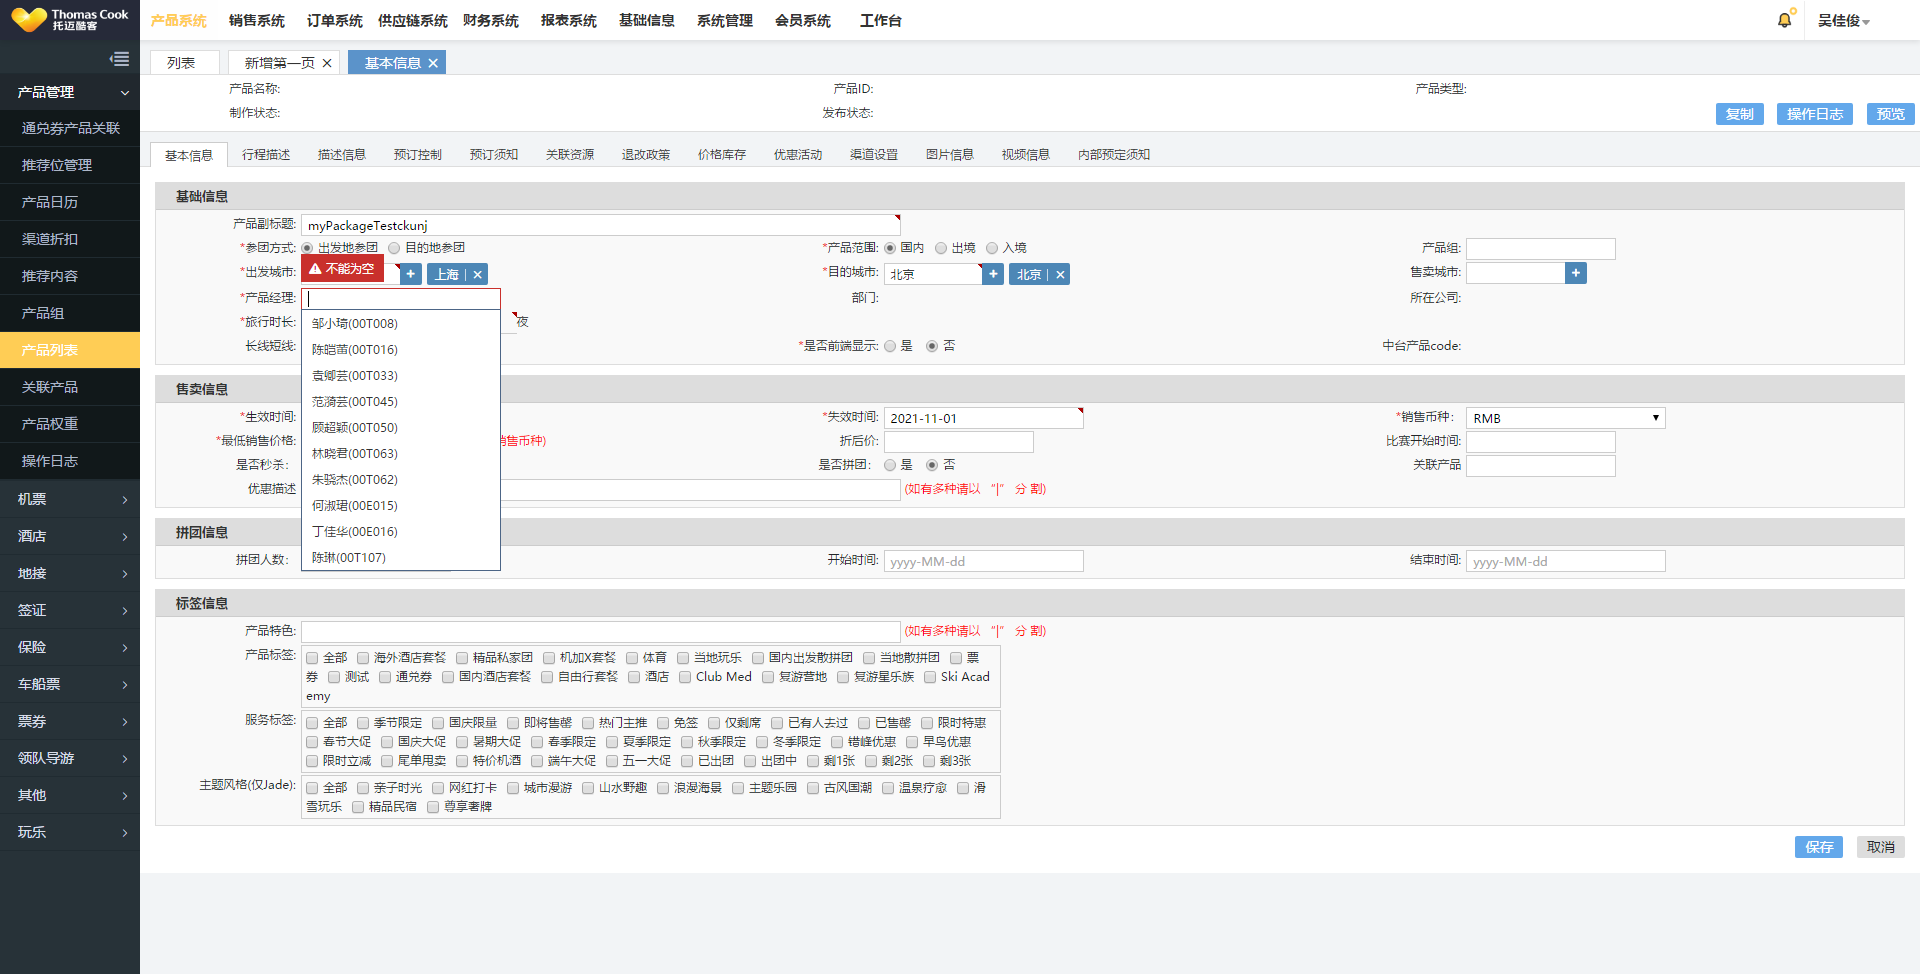 Thomas Cook
托迈酷客
产品系统 销售系统 订单系统 供应链系统 财务系统 报表系统 基础信息 系统管理 会员系统 工作台
吴佳俊
列表 新增第一页 × 基本信息 ×
产品管理
通兑券产品关联
推荐位管理
产品日历
渠道折扣
推荐内容
产品组
产品列表
关联产品
产品权重
操作日志
机票
酒店
地接
签证
保险
车船票
票券
领队导游
其他
玩乐
产品名称: 产品ID: 产品类型:
制作状态: 发布状态:
复制 操作日志 预览
基本信息 行程描述 描述信息 预订控制 预订须知 关联资源 退改政策 价格库存 优惠活动 渠道设置 图片信息 视频信息 内部预定须知
基础信息
产品副标题: myPackageTestckunj
*参团方式: 出发地参团 目的地参团 *产品范围: 国内 出境 入境 产品组:
*出发城市: 不能为空 + 上海 | × *目的城市: 北京 + 北京 | × 售卖城市: +
*产品经理: 部门: 所在公司:
*旅行时长: 夜
长线短线: *是否前端显示: 是 否 中台产品code:
邹小琦(00T008)
陈皑茵(00T016)
袁卿芸(00T033)
范漪芸(00T045)
顾超颖(00T050)
林晓君(00T063)
朱骁杰(00T062)
何淑珺(00E015)
丁佳华(00E016)
陈琳(00T107)
售卖信息
*生效时间: *失效时间: 2021-11-01 *销售币种: RMB
*最低销售价格: 销售币种) 折后价: 比赛开始时间:
是否秒杀: 是否拼团: 是 否 关联产品
优惠描述 (如有多种请以 “|” 分 割)
拼团信息
拼团人数: 开始时间: yyyy-MM-dd 结束时间: yyyy-MM-dd
标签信息
产品特色: (如有多种请以 “|” 分 割)
产品标签: 全部 海外酒店套餐 精品私家团 机加X套餐 体育 当地玩乐 国内出发散拼团 当地散拼团 票
券 测试 通兑券 国内酒店套餐 自由行套餐 酒店 Club Med 复游营地 复游星乐族 Ski Acad
emy
服务标签: 全部 季节限定 国庆限量 即将售罄 热门主推 免签 仅剩席 已有人去过 已售罄 限时特惠
春节大促 国庆大促 暑期大促 春季限定 夏季限定 秋季限定 冬季限定 错峰优惠 早鸟优惠
限时立减 尾单甩卖 特价机酒 端午大促 五一大促 已出团 出团中 剩1张 剩2张 剩3张
主题风格(仅Jade): 全部 亲子时光 网红打卡 城市漫游 山水野趣 浪漫海景 主题乐园 古风国潮 温泉疗愈 滑
雪玩乐 精品民宿 尊享奢牌
保存 取消